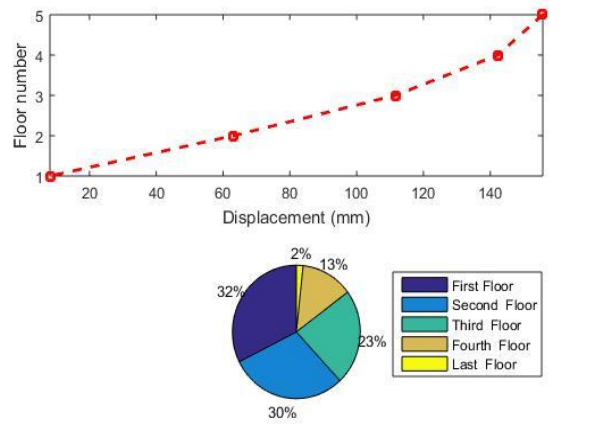 5
4
3
2
1
Floor number
20 40 60 80 100 120 140
Displacement (mm)
2%
13%
32%
23%
30%
First Floor
Second Floor
Third Floor
Fourth Floor
Last Floor